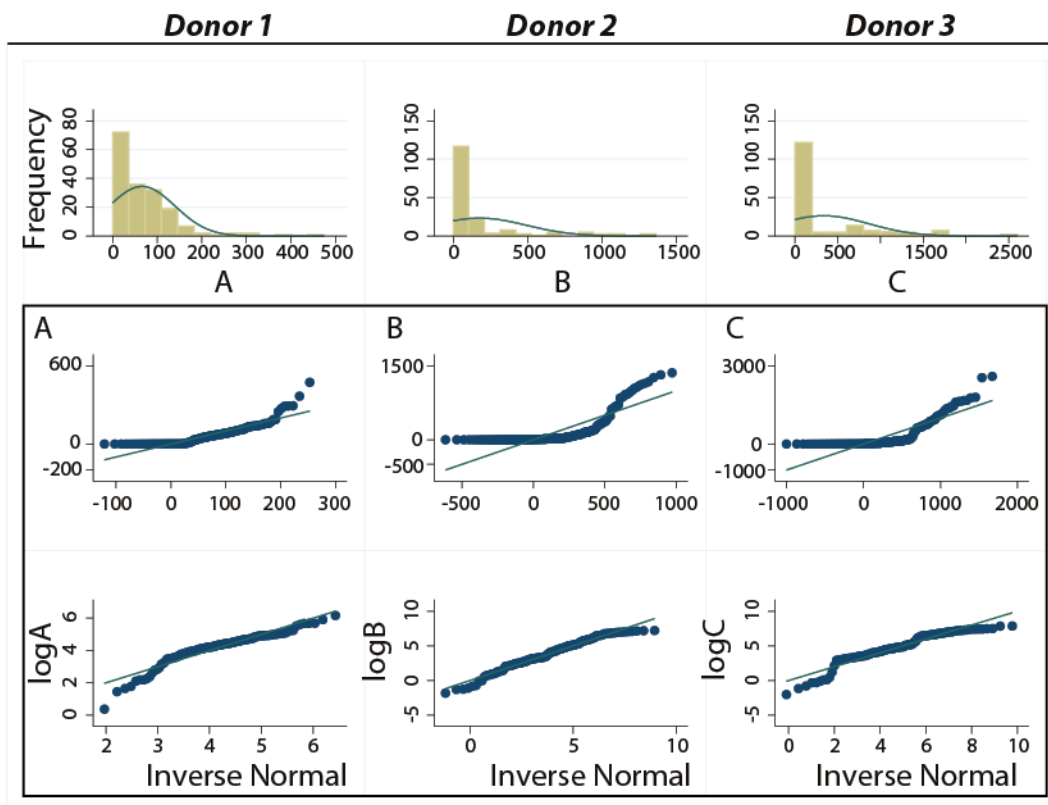 Donor 1 Donor 2 Donor 3
Frequency
80
60
40
20
0
0 100 200 300 400 500
A
150
100
50
0
0 500 1000 1500
B
150
100
50
0
0 500 1500 2500
C
A
600
0
-200
-100 0 100 200 300
B
1500
0
-500
-500 0 500 1000
C
3000
0
-1000
-1000 0 1000 2000
logA
6
4
2
0
2 3 4 5 6
Inverse Normal
logB
10
5
0
-5
0 5 10
Inverse Normal
logC
10
5
0
-5
0 2 4 6 8 10
Inverse Normal